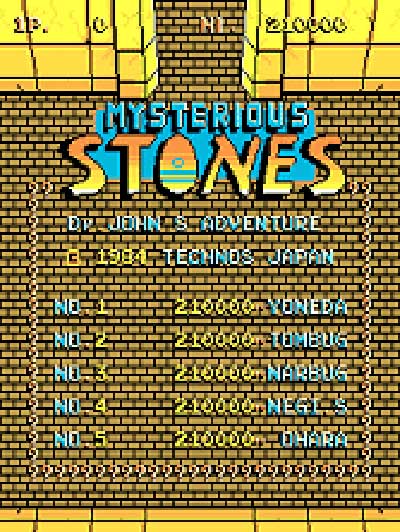 1P. 0 HI. 210000
MYSTERIOUS
STONES
Dr JOHN S ADVENTURE
© 1984 TECHNOS JAPAN
NO.1 210000 YONEDA
NO.2 210000 TOMBUG
NO.3 210000 NARBUG
NO.4 210000 NEGI.S
NO.5 210000 OHARA